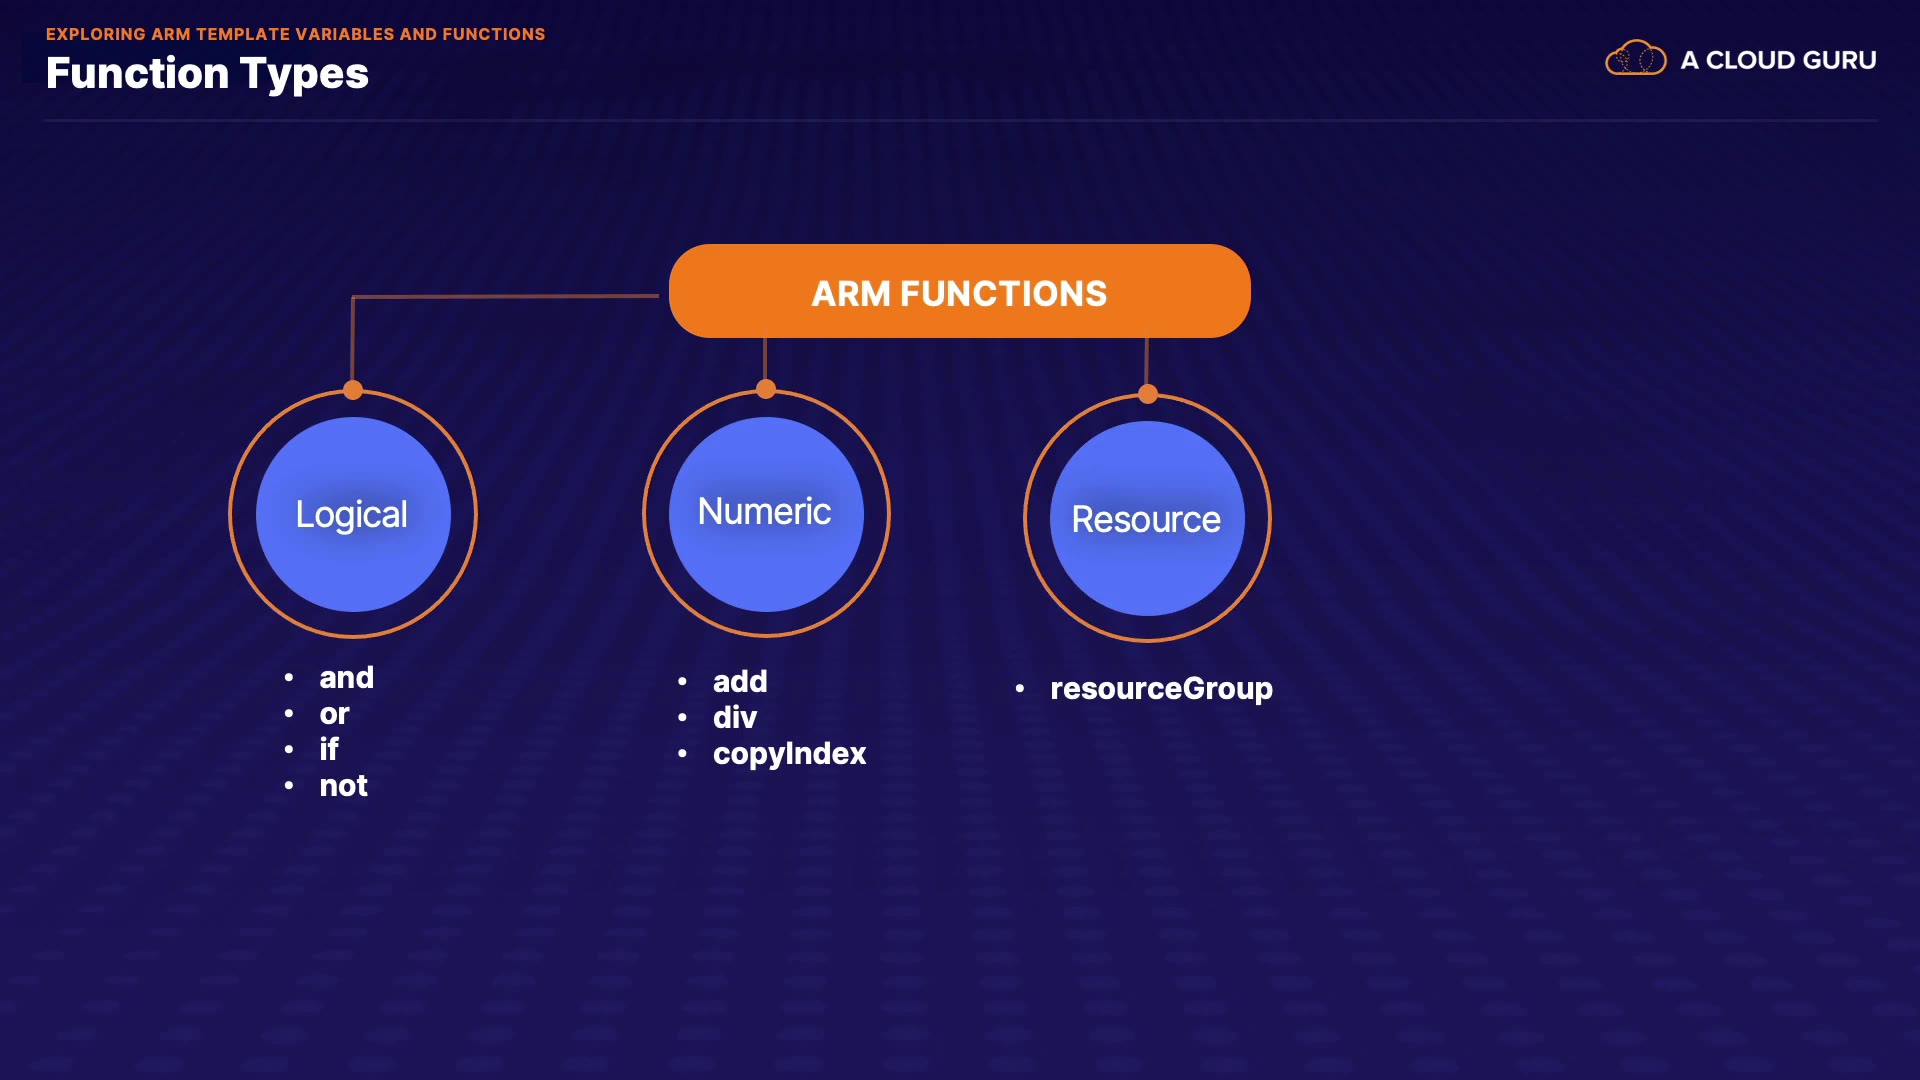 EXPLORING ARM TEMPLATE VARIABLES AND FUNCTIONS
Function Types
A CLOUD GURU
ARM FUNCTIONS
Logical
• and
• or
• if
• not
Numeric
• add
• div
• copyIndex
Resource
• resourceGroup